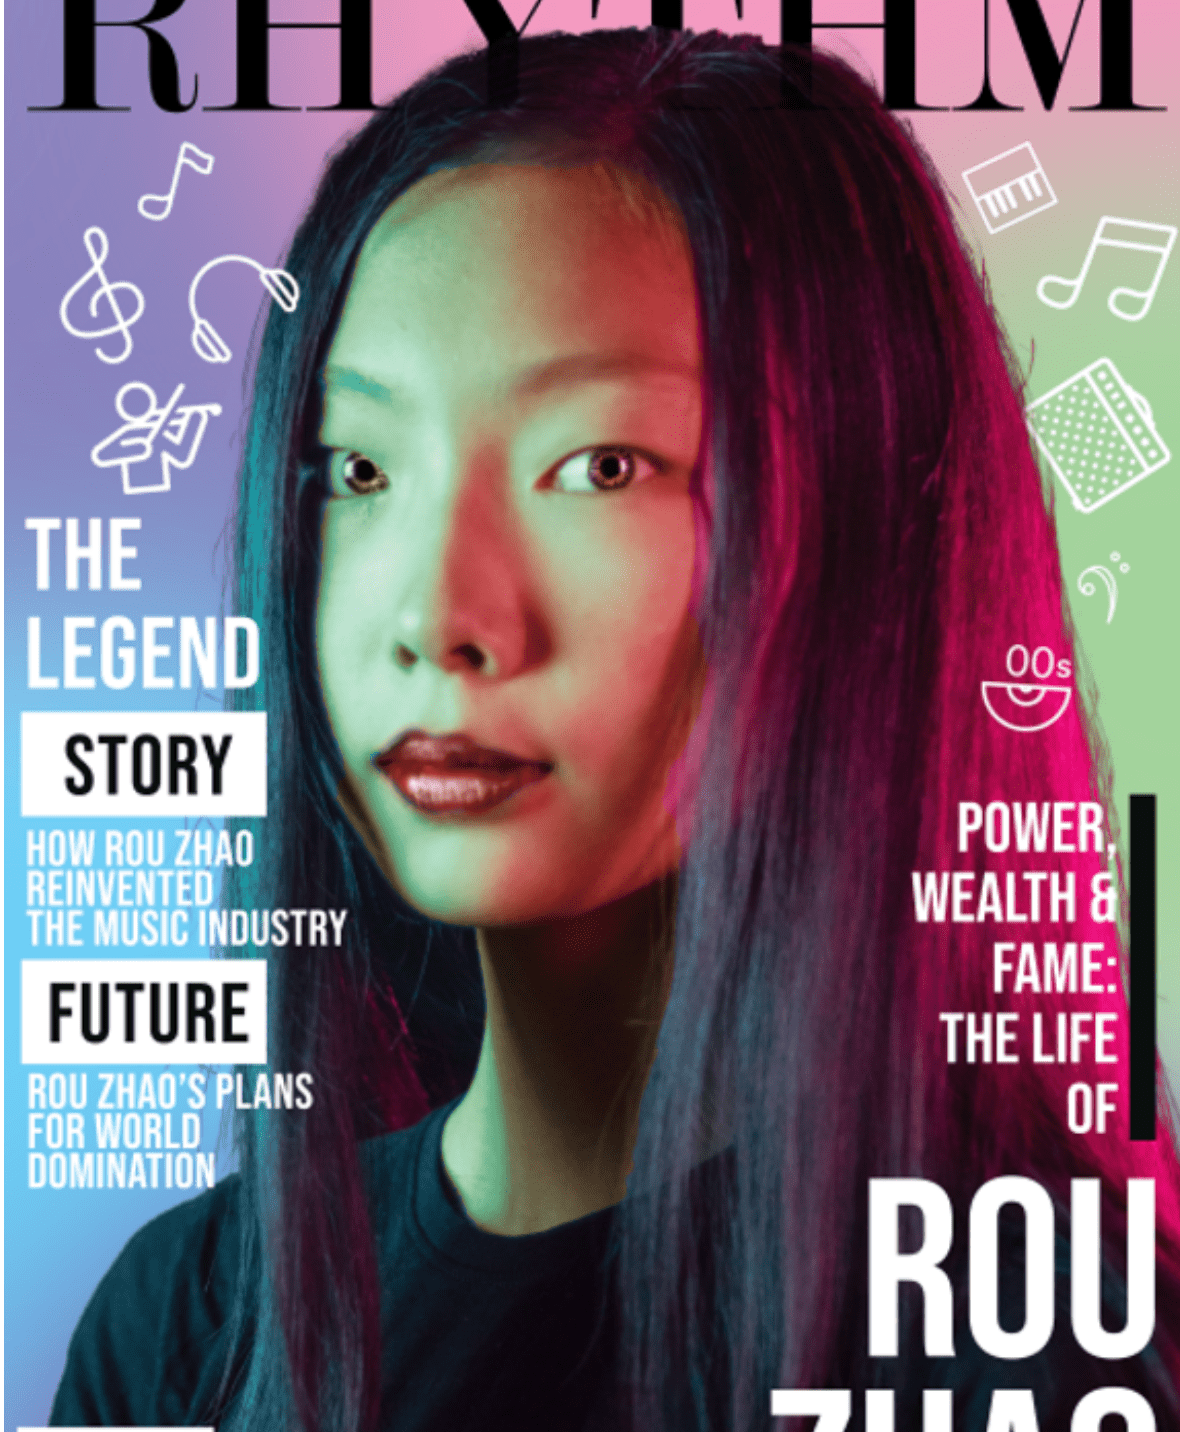 RHYTHM
THE
LEGEND
STORY
HOW ROU ZHAO
REINVENTED
THE MUSIC INDUSTRY
FUTURE
ROU ZHAO'S PLANS
FOR WORLD
DOMINATION
00s
POWER,
WEALTH &
FAME:
THE LIFE
OF
ROU
ZHAO